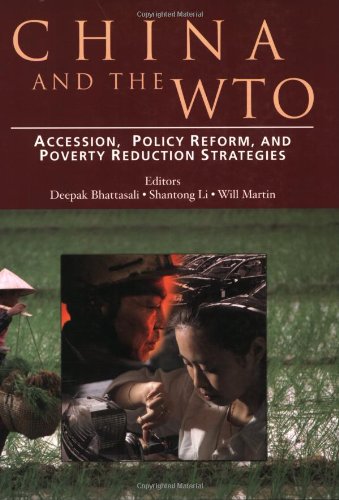 CHINA
AND THE WTO
ACCESSION, POLICY REFORM, AND
POVERTY REDUCTION STRATEGIES
Editors
Deepak Bhattasali • Shantong Li • Will Martin